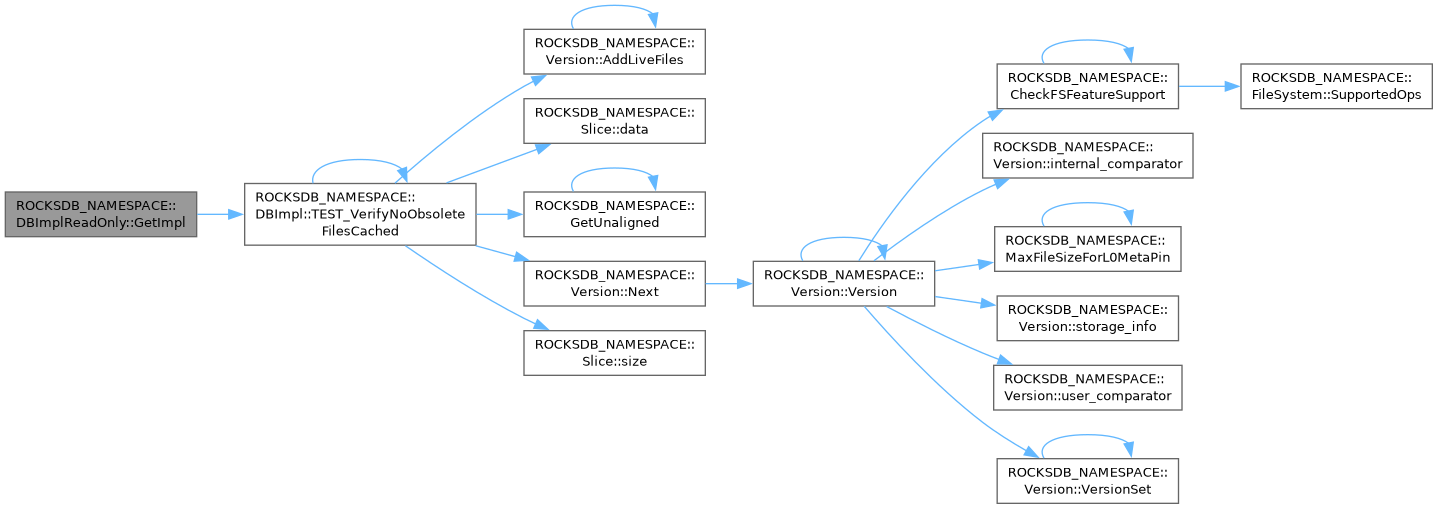 ROCKSDB_NAMESPACE::
DBImplReadOnly::GetImpl
ROCKSDB_NAMESPACE::
DBImpl::TEST_VerifyNoObsolete
FilesCached
ROCKSDB_NAMESPACE::
Version::AddLiveFiles
ROCKSDB_NAMESPACE::
Slice::data
ROCKSDB_NAMESPACE::
GetUnaligned
ROCKSDB_NAMESPACE::
Version::Next
ROCKSDB_NAMESPACE::
Slice::size
ROCKSDB_NAMESPACE::
Version::Version
ROCKSDB_NAMESPACE::
CheckFSFeatureSupport
ROCKSDB_NAMESPACE::
Version::internal_comparator
ROCKSDB_NAMESPACE::
MaxFileSizeForL0MetaPin
ROCKSDB_NAMESPACE::
Version::storage_info
ROCKSDB_NAMESPACE::
Version::user_comparator
ROCKSDB_NAMESPACE::
Version::VersionSet
ROCKSDB_NAMESPACE::
FileSystem::SupportedOps